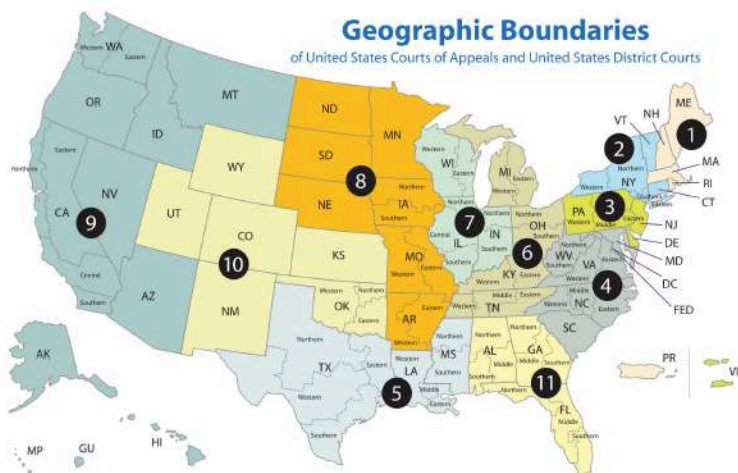 Geographic Boundaries
of United States Courts of Appeals and United States District Courts
WA
Western
Eastern
MT
ND
MN
ME
VT
NH
1
OR
ID
SD
WI
Western
Eastern
MI
Western
Eastern
2
Northern
Western
NY
Southern
Eastern
MA
RI
CT
WY
8
Northern
IA
Southern
NE
3
PA
Western
Middle
Eastern
NJ
DE
MD
DC
FED
Northern
Eastern
NV
CA
9
Central
Southern
UT
CO
10
KS
MO
Western
Eastern
7
Northern
Central
IL
Southern
Northern
IN
Southern
Northern
OH
Southern
6
Northern
WV
Southern
VA
Western
Eastern
4
KY
Western
Eastern
AZ
NM
Northern
OK
Western
Eastern
AR
Western
Eastern
Western
Middle
Eastern
TN
Western
Middle
NC
Eastern
SC
TX
Northern
Eastern
Western
Southern
Western
LA
Middle
Eastern
5
Northern
MS
Southern
Northern
AL
Middle
Southern
Northern
GA
Middle
Southern
11
Northern
FL
Middle
Southern
PR
VI
AK
HI
MP
GU